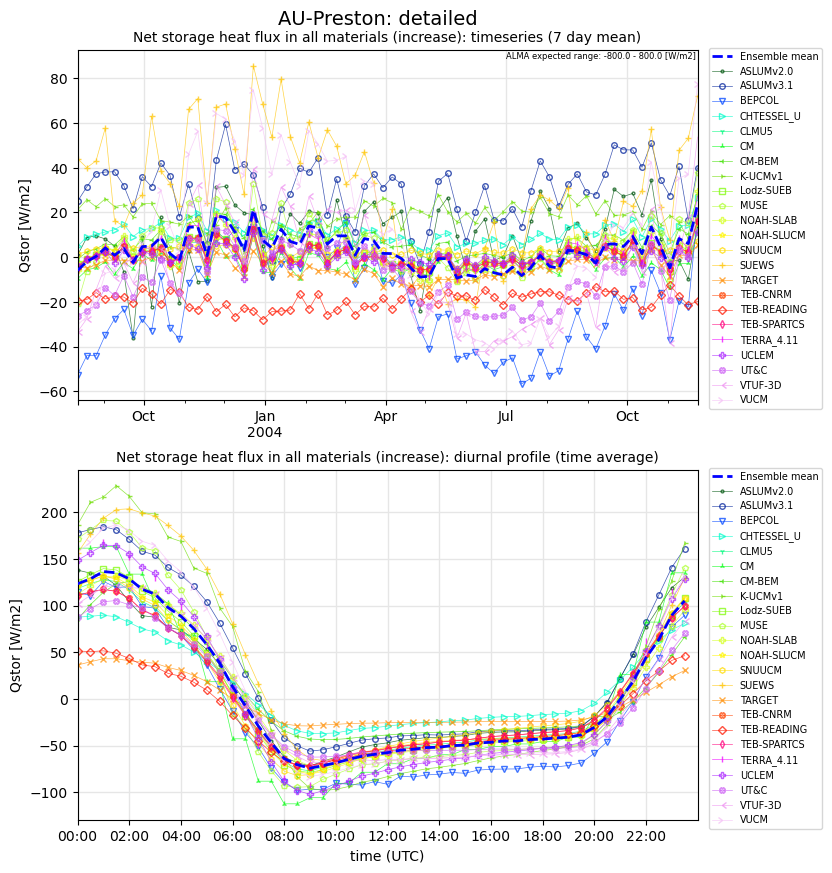 AU-Preston: detailed
Net storage heat flux in all materials (increase): timeseries (7 day mean)
ALMA expected range: -800.0 - 800.0 [W/m2]
Qstor [W/m2]
80
60
40
20
0
−20
−40
−60
Oct
Jan
2004
Apr
Jul
Oct
Ensemble mean
ASLUMv2.0
ASLUMv3.1
BEPCOL
CHTESSEL_U
CLMU5
CM
CM-BEM
K-UCMv1
Lodz-SUEB
MUSE
NOAH-SLAB
NOAH-SLUCM
SNUUCM
SUEWS
TARGET
TEB-CNRM
TEB-READING
TEB-SPARTCS
TERRA_4.11
UCLEM
UT&C
VTUF-3D
VUCM
Net storage heat flux in all materials (increase): diurnal profile (time average)
Qstor [W/m2]
200
150
100
50
0
−50
−100
00:00
02:00
04:00
06:00
08:00
10:00
12:00
14:00
16:00
18:00
20:00
22:00
time (UTC)
Ensemble mean
ASLUMv2.0
ASLUMv3.1
BEPCOL
CHTESSEL_U
CLMU5
CM
CM-BEM
K-UCMv1
Lodz-SUEB
MUSE
NOAH-SLAB
NOAH-SLUCM
SNUUCM
SUEWS
TARGET
TEB-CNRM
TEB-READING
TEB-SPARTCS
TERRA_4.11
UCLEM
UT&C
VTUF-3D
VUCM